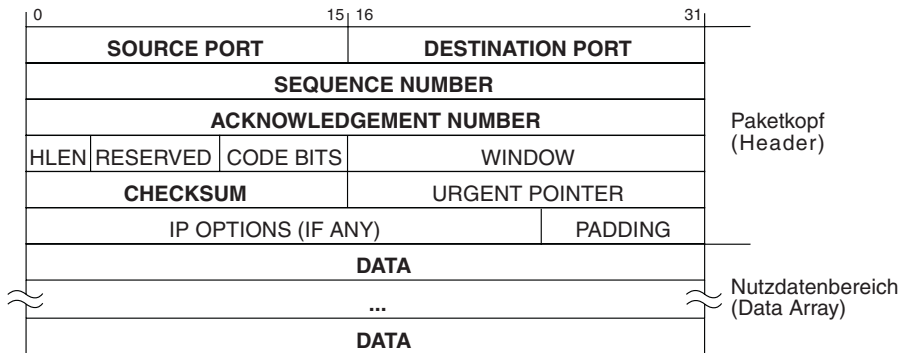 0 15 16 31
SOURCE PORT DESTINATION PORT
SEQUENCE NUMBER
ACKNOWLEDGEMENT NUMBER
Paketkopf
(Header)
HLEN RESERVED CODE BITS WINDOW
CHECKSUM URGENT POINTER
IP OPTIONS (IF ANY) PADDING
DATA
...
Nutzdatenbereich
(Data Array)
DATA